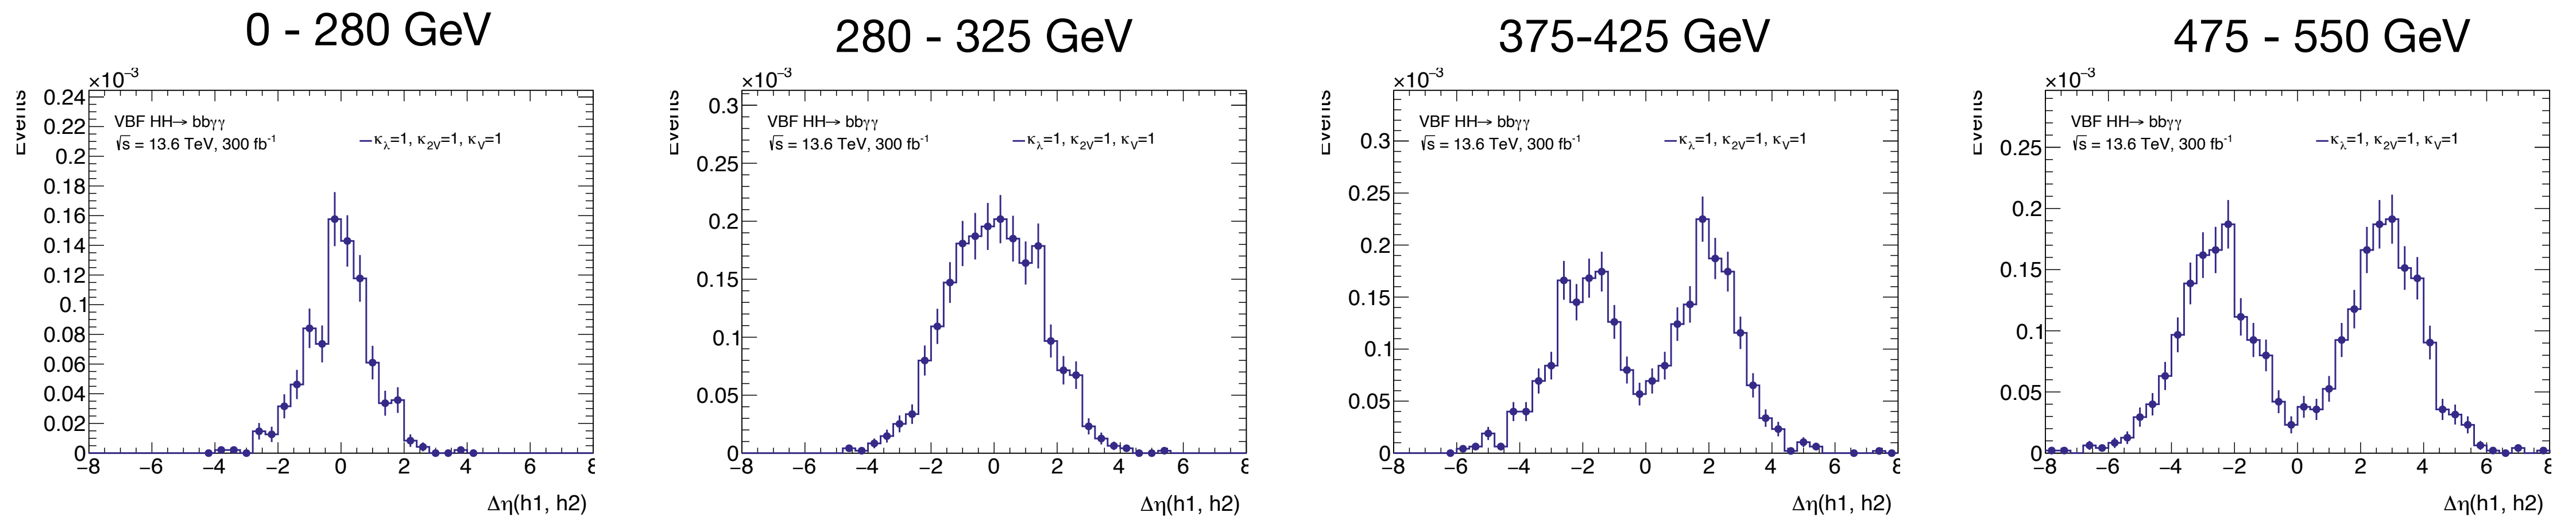 0 - 280 GeV
×10⁻³
Events
0.24
0.22
0.2
0.18
0.16
0.14
0.12
0.1
0.08
0.06
0.04
0.02
0
VBF HH→ bbγγ
√s = 13.6 TeV, 300 fb⁻¹
κλ=1, κ2V=1, κV=1
−8 −6 −4 −2 0 2 4 6 8
Δη(h1, h2)
280 - 325 GeV
×10⁻³
Events
0.3
0.25
0.2
0.15
0.1
0.05
0
VBF HH→ bbγγ
√s = 13.6 TeV, 300 fb⁻¹
κλ=1, κ2V=1, κV=1
−8 −6 −4 −2 0 2 4 6 8
Δη(h1, h2)
375-425 GeV
×10⁻³
Events
0.3
0.25
0.2
0.15
0.1
0.05
0
VBF HH→ bbγγ
√s = 13.6 TeV, 300 fb⁻¹
κλ=1, κ2V=1, κV=1
−8 −6 −4 −2 0 2 4 6 8
Δη(h1, h2)
475 - 550 GeV
×10⁻³
Events
0.25
0.2
0.15
0.1
0.05
0
VBF HH→ bbγγ
√s = 13.6 TeV, 300 fb⁻¹
κλ=1, κ2V=1, κV=1
−8 −6 −4 −2 0 2 4 6 8
Δη(h1, h2)